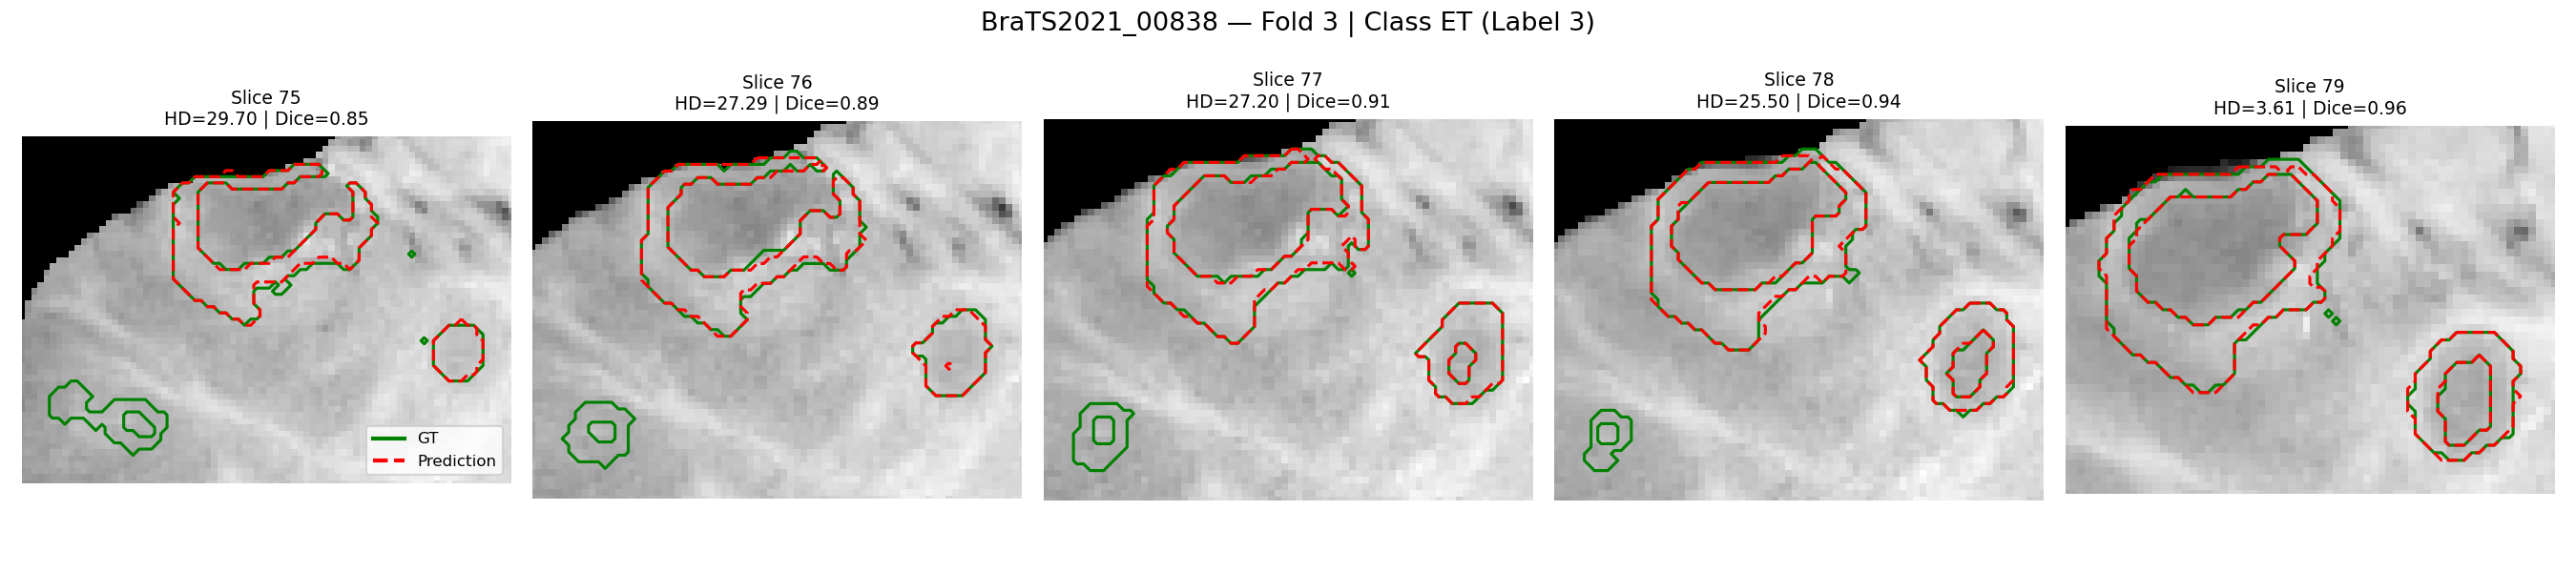 BraTS2021_00838 — Fold 3 | Class ET (Label 3)
Slice 75
HD=29.70 | Dice=0.85
Slice 76
HD=27.29 | Dice=0.89
Slice 77
HD=27.20 | Dice=0.91
Slice 78
HD=25.50 | Dice=0.94
Slice 79
HD=3.61 | Dice=0.96
GT
Prediction